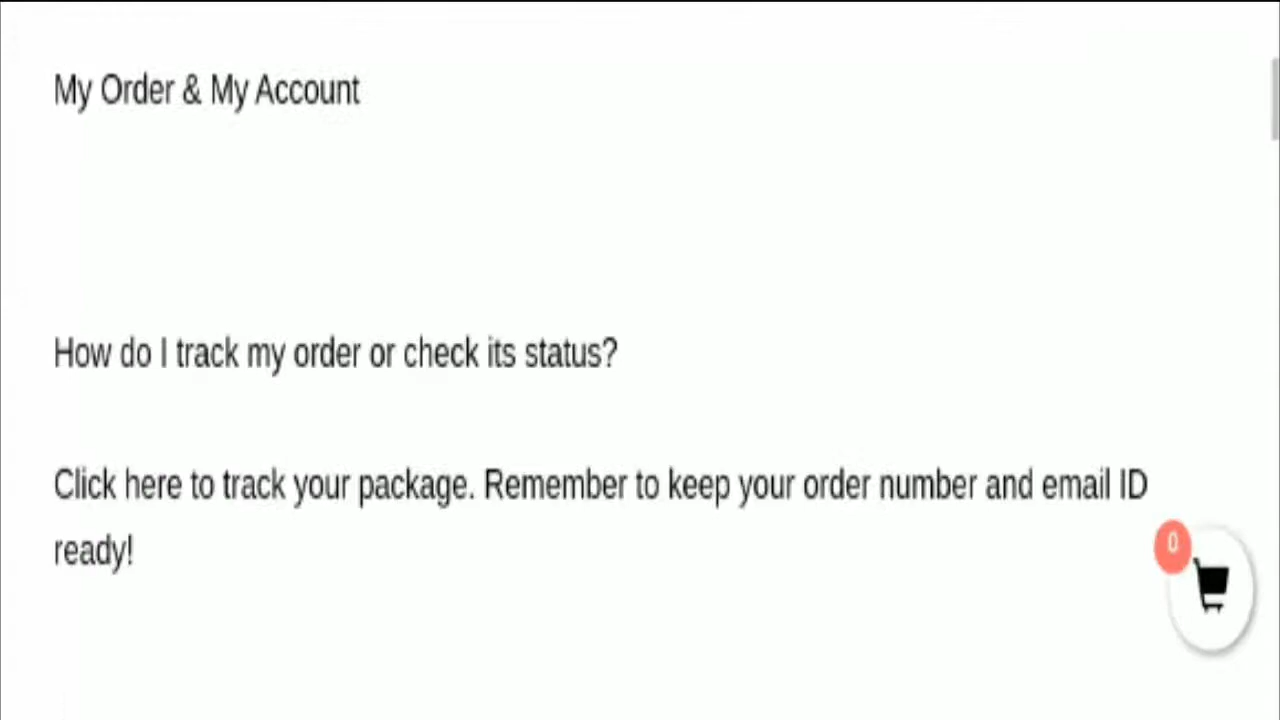 My Order & My Account
How do I track my order or check its status?
Click here to track your package. Remember to keep your order number and email ID
ready!
0